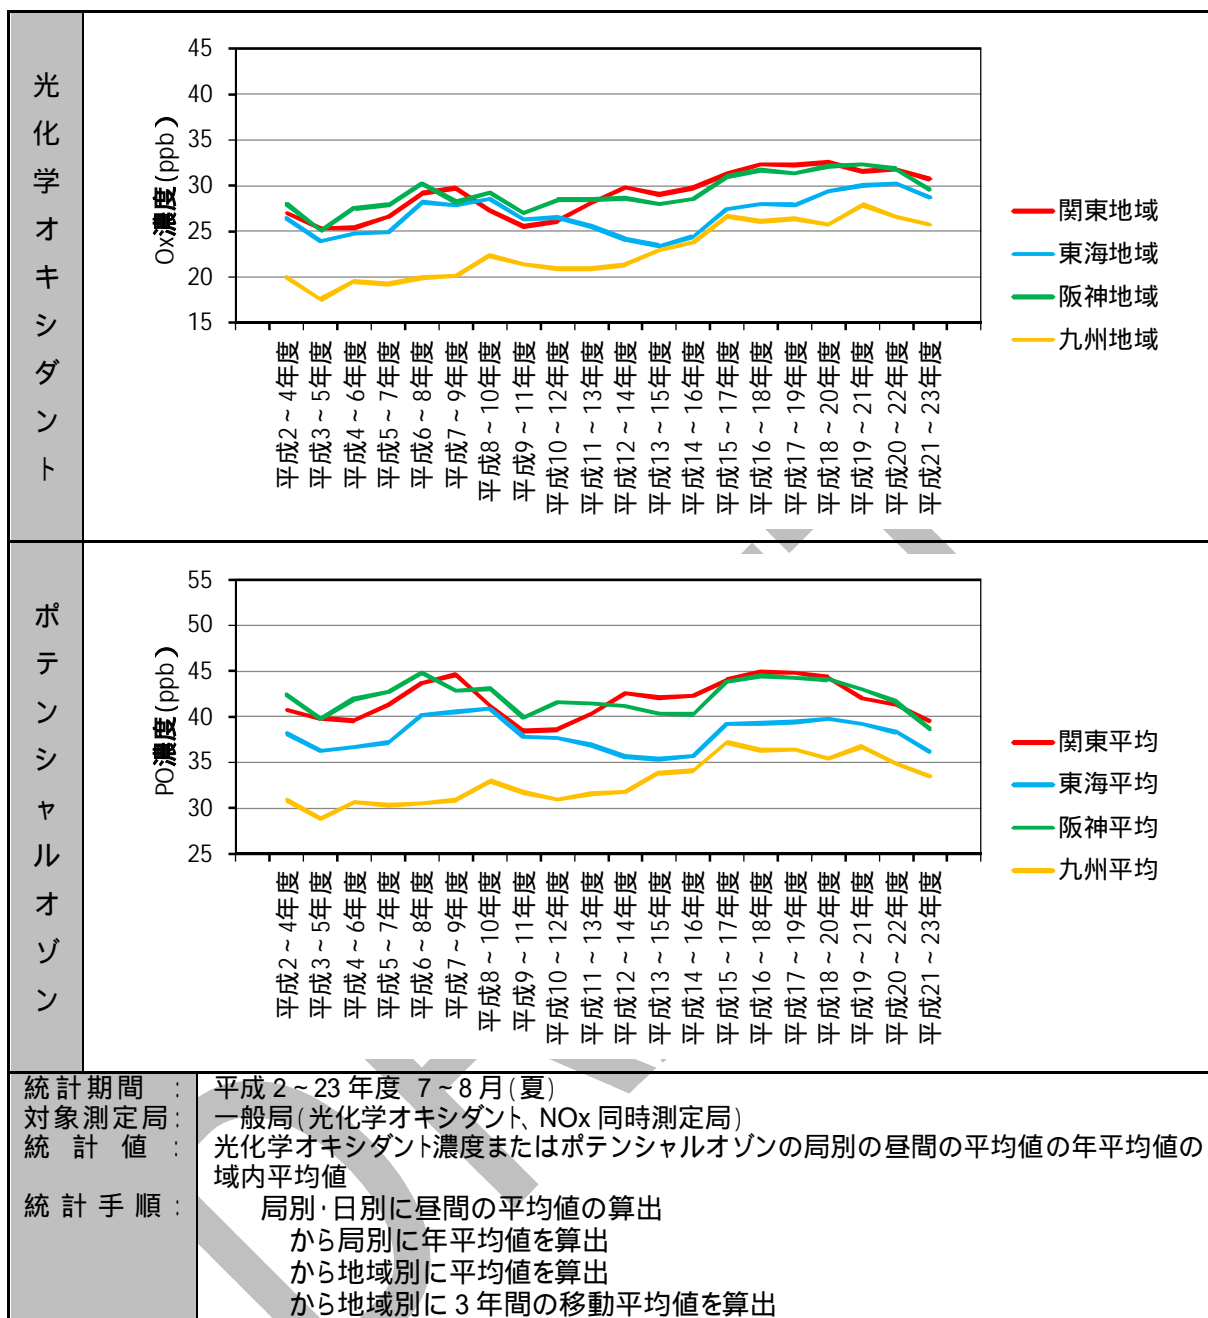 光化学オキシダント
Ox濃度(ppb)
45
40
35
30
25
20
15
平成2~4年度
平成3~5年度
平成4~6年度
平成5~7年度
平成6~8年度
平成7~9年度
平成8~10年度
平成9~11年度
平成10~12年度
平成11~13年度
平成12~14年度
平成13~15年度
平成14~16年度
平成15~17年度
平成16~18年度
平成17~19年度
平成18~20年度
平成19~21年度
平成20~22年度
平成21~23年度
関東地域
東海地域
阪神地域
九州地域
ポテンシャルオゾン
PO濃度(ppb)
55
50
45
40
35
30
25
平成2~4年度
平成3~5年度
平成4~6年度
平成5~7年度
平成6~8年度
平成7~9年度
平成8~10年度
平成9~11年度
平成10~12年度
平成11~13年度
平成12~14年度
平成13~15年度
平成14~16年度
平成15~17年度
平成16~18年度
平成17~19年度
平成18~20年度
平成19~21年度
平成20~22年度
平成21~23年度
関東平均
東海平均
阪神平均
九州平均
統計期間 : 平成2~23年度 7~8月(夏)
対象測定局: 一般局(光化学オキシダント、NOx同時測定局)
統計値 : 光化学オキシダント濃度またはポテンシャルオゾンの局別の昼間の平均値の年平均値の
域内平均値
統計手順: 局別・日別に昼間の平均値の算出
から局別に年平均値を算出
から地域別に平均値を算出
から地域別に3年間の移動平均値を算出